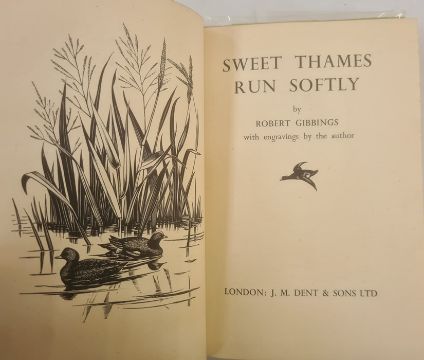 SWEET THAMES
RUN SOFTLY
by
ROBERT GIBBINGS
with engravings by the author
LONDON: J. M. DENT & SONS LTD